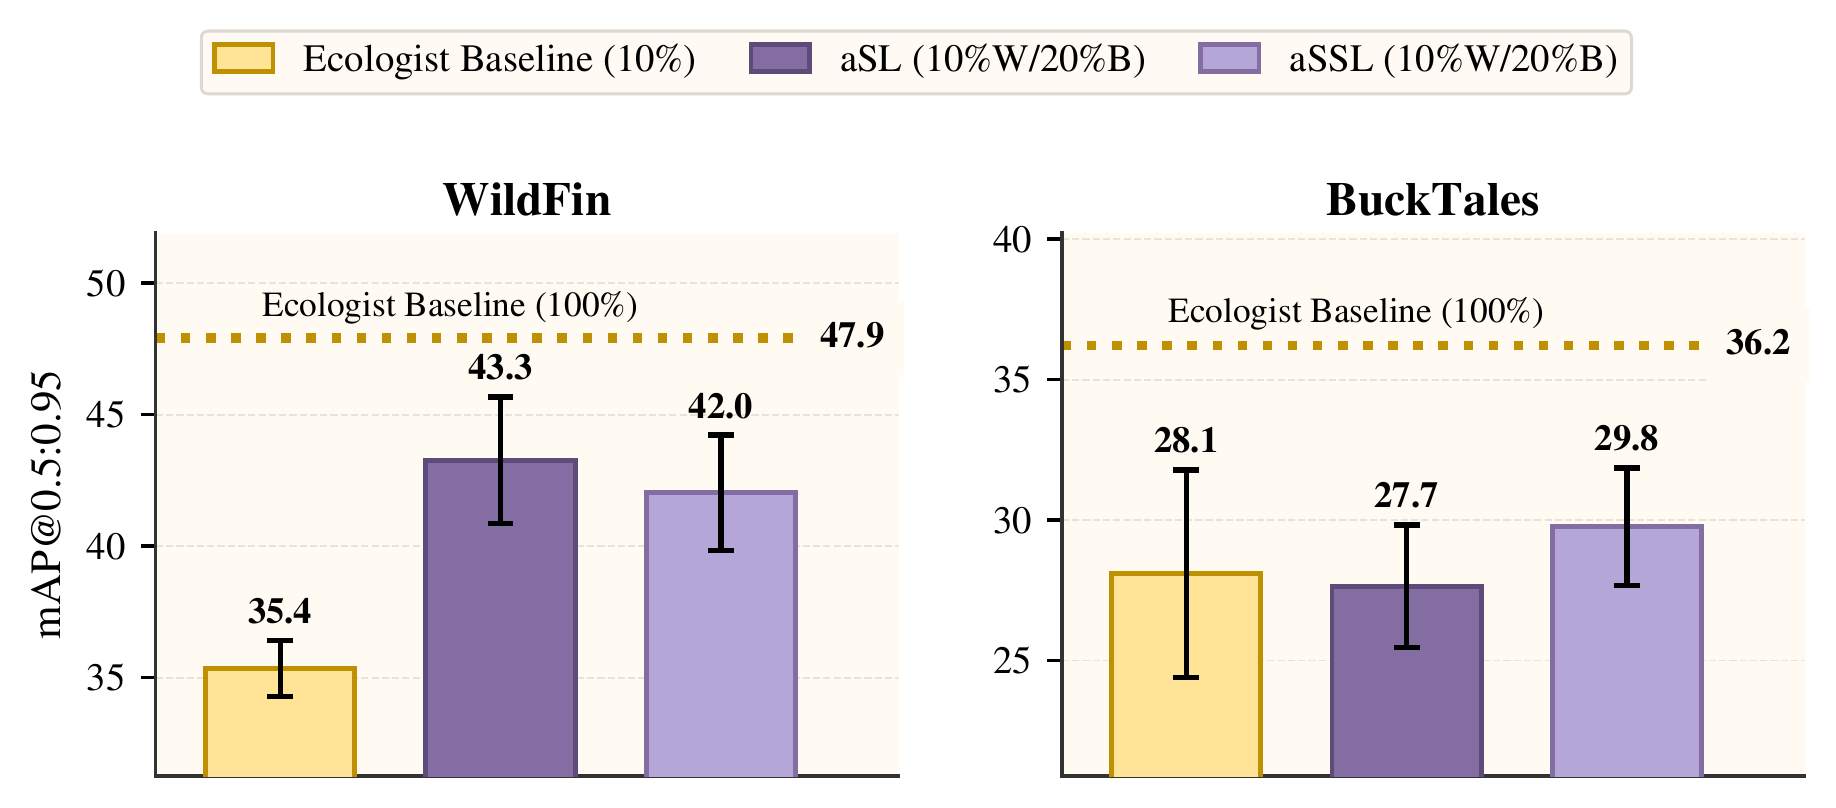 Ecologist Baseline (10%) aSL (10%W/20%B) aSSL (10%W/20%B)
WildFin
mAP@0.5:0.95
50
45
40
35
Ecologist Baseline (100%)
47.9
35.4
43.3
42.0
BuckTales
40
35
30
25
Ecologist Baseline (100%)
36.2
28.1
27.7
29.8